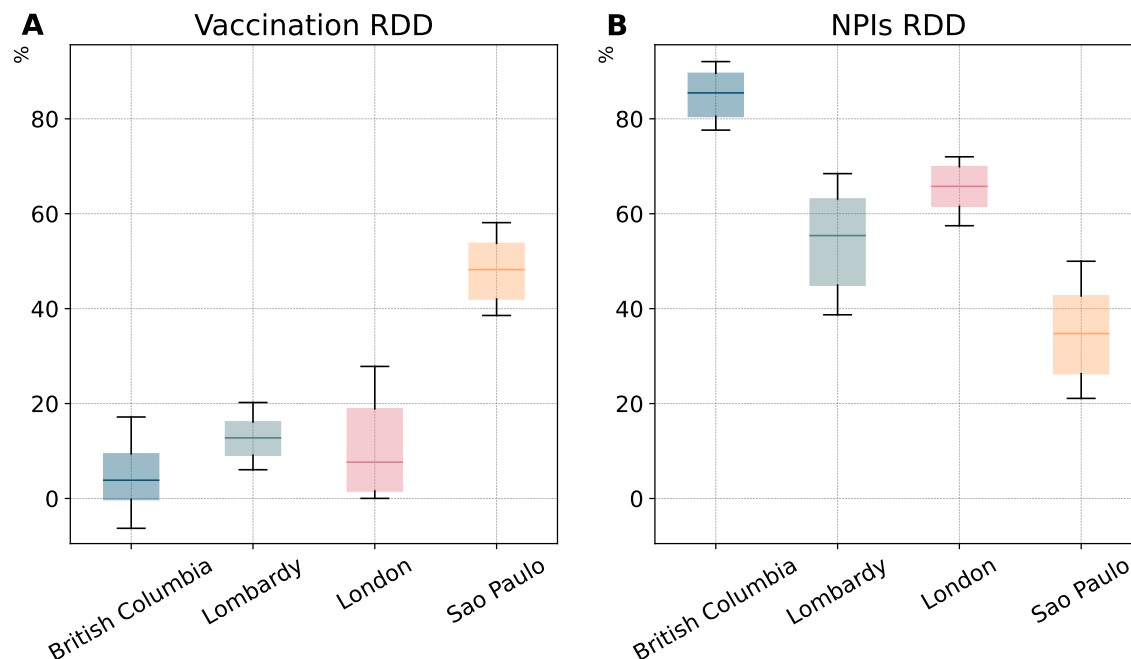 A
Vaccination RDD
%
80
60
40
20
0
British Columbia
Lombardy
London
Sao Paulo
B
NPIs RDD
%
80
60
40
20
0
British Columbia
Lombardy
London
Sao Paulo